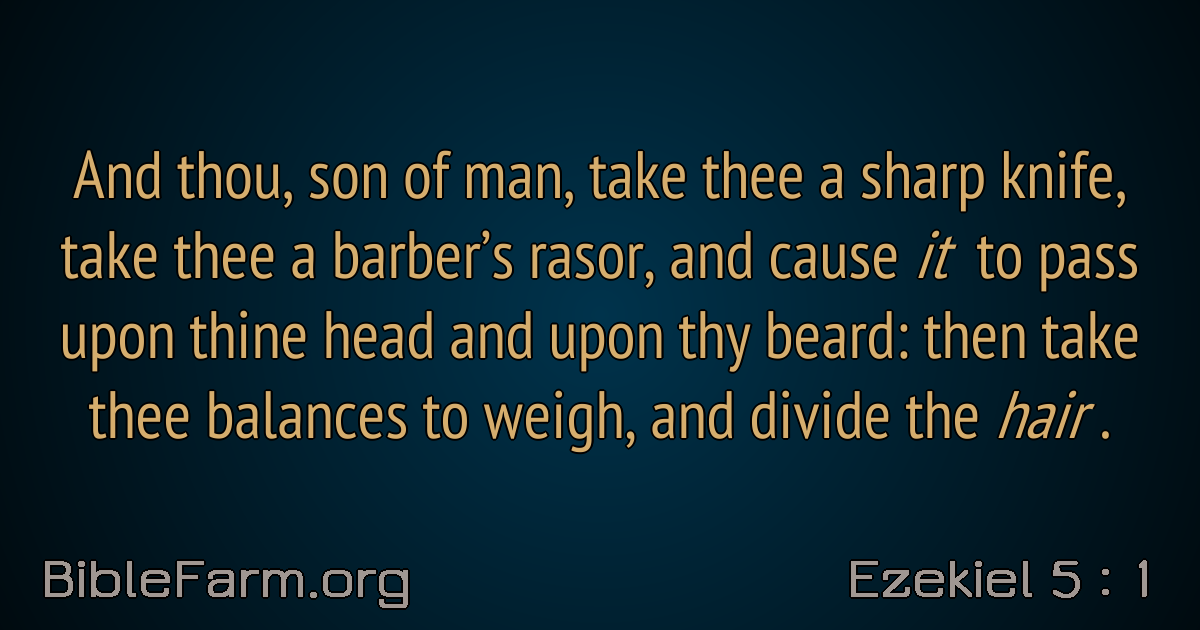 And thou, son of man, take thee a sharp knife,
take thee a barber’s rasor, and cause it to pass
upon thine head and upon thy beard: then take
thee balances to weigh, and divide the hair .
BibleFarm.org
Ezekiel 5 : 1